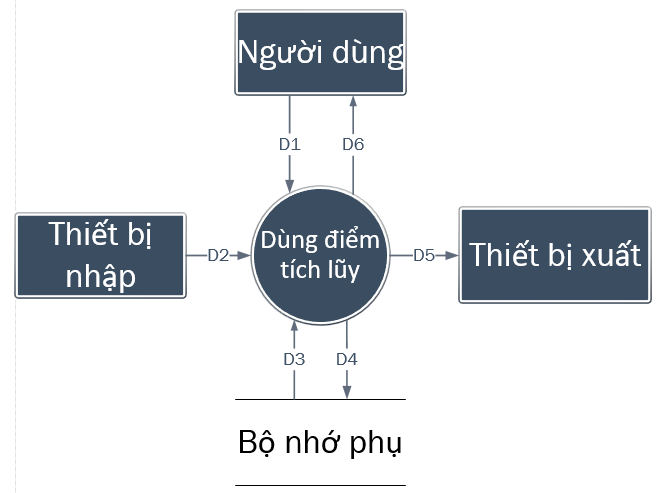 Người dùng
D1
D6
Thiết bị
nhập
D2
Dùng điểm
tích lũy
D5
Thiết bị xuất
D3
D4
Bộ nhớ phụ